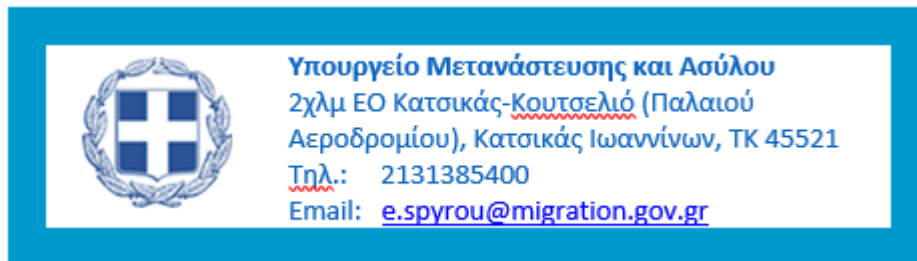 Υπουργείο Μετανάστευσης και Ασύλου
2χλμ ΕΟ Κατσικάς-Κουτσελιό (Παλαιού
Αεροδρομίου), Κατσικάς Ιωαννίνων, ΤΚ 45521
Τηλ.: 2131385400
Email: e.spyrou@migration.gov.gr